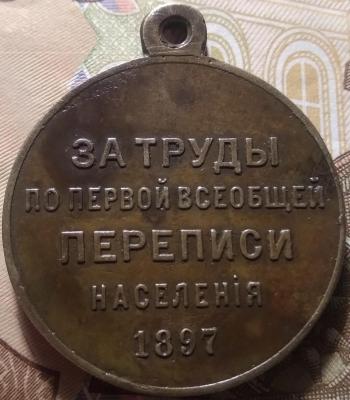 ЗА ТРУДЫ
ПО ПЕРВОЙ ВСЕОБЩЕЙ
ПЕРЕПИСИ
НАСЕЛЕНІЯ
1897